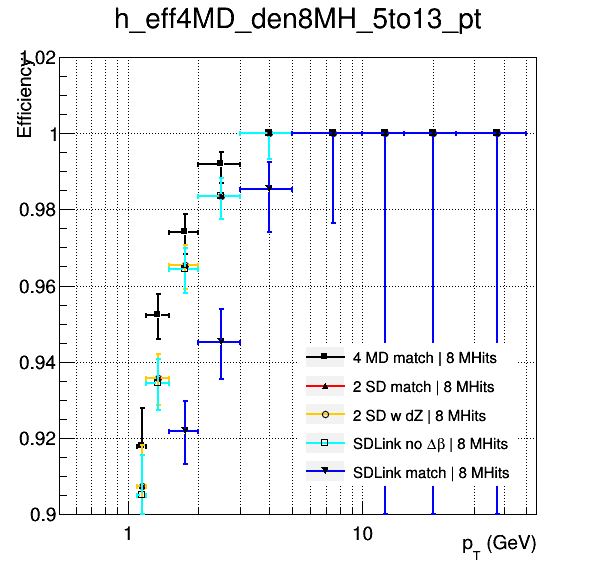 h_eff4MD_den8MH_5to13_pt
Efficiency
1.02
1
0.98
0.96
0.94
0.92
0.9
4 MD match | 8 MHits
2 SD match | 8 MHits
2 SD w dZ | 8 MHits
SDLink no Δβ | 8 MHits
SDLink match | 8 MHits
1
10
p_T (GeV)